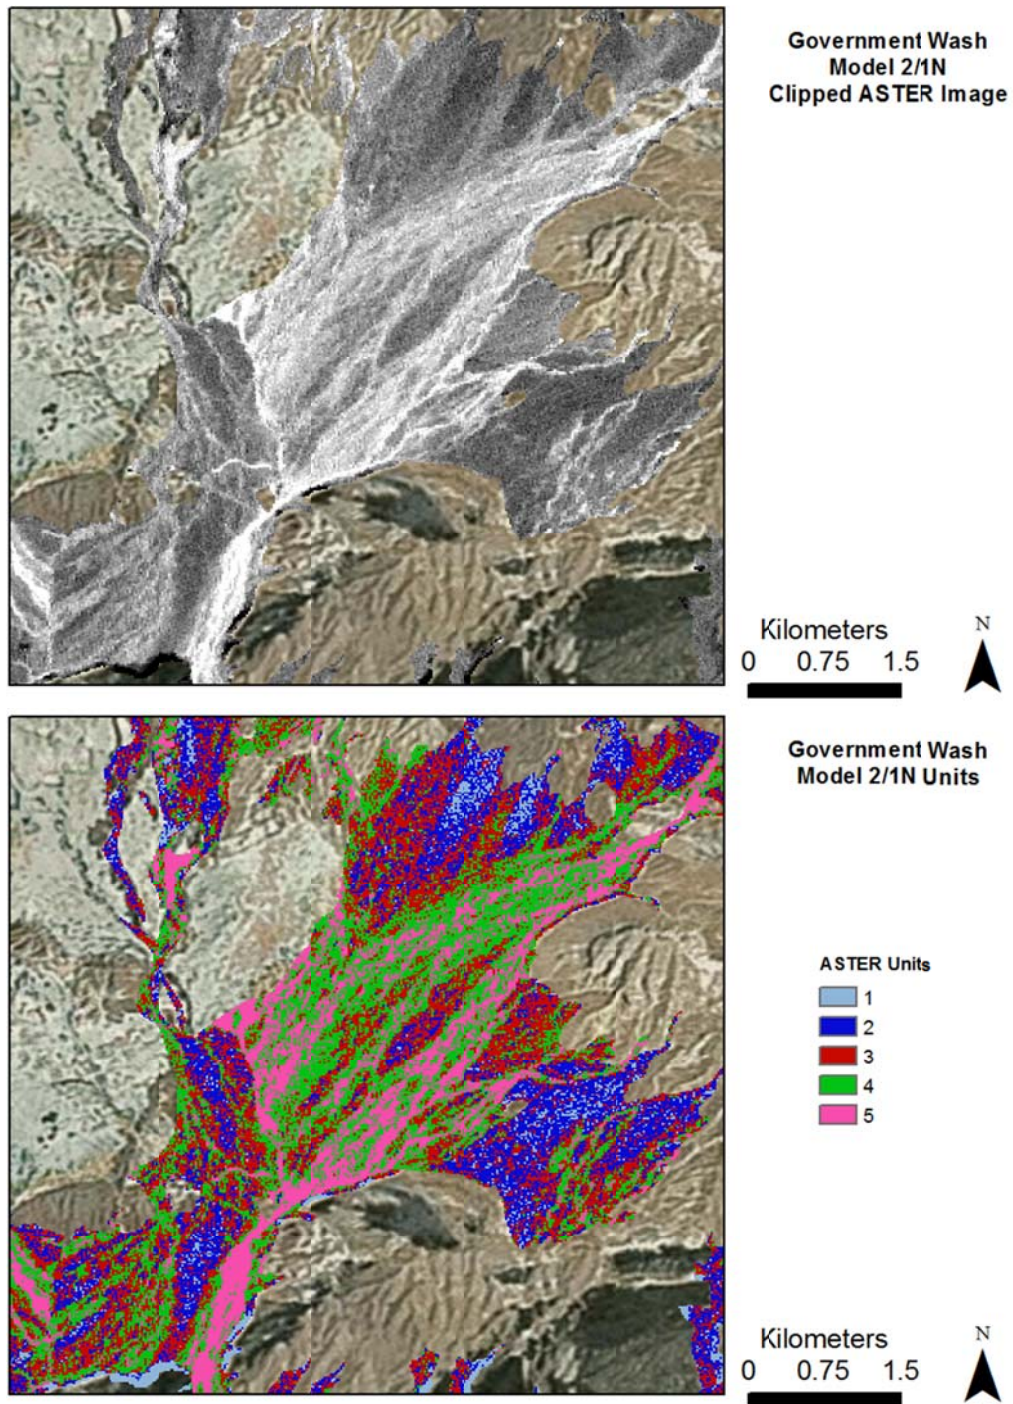 Government Wash
Model 2/1N
Clipped ASTER Image
N
Kilometers
0 0.75 1.5
Government Wash
Model 2/1N Units
ASTER Units
1
2
3
4
5
N
Kilometers
0 0.75 1.5